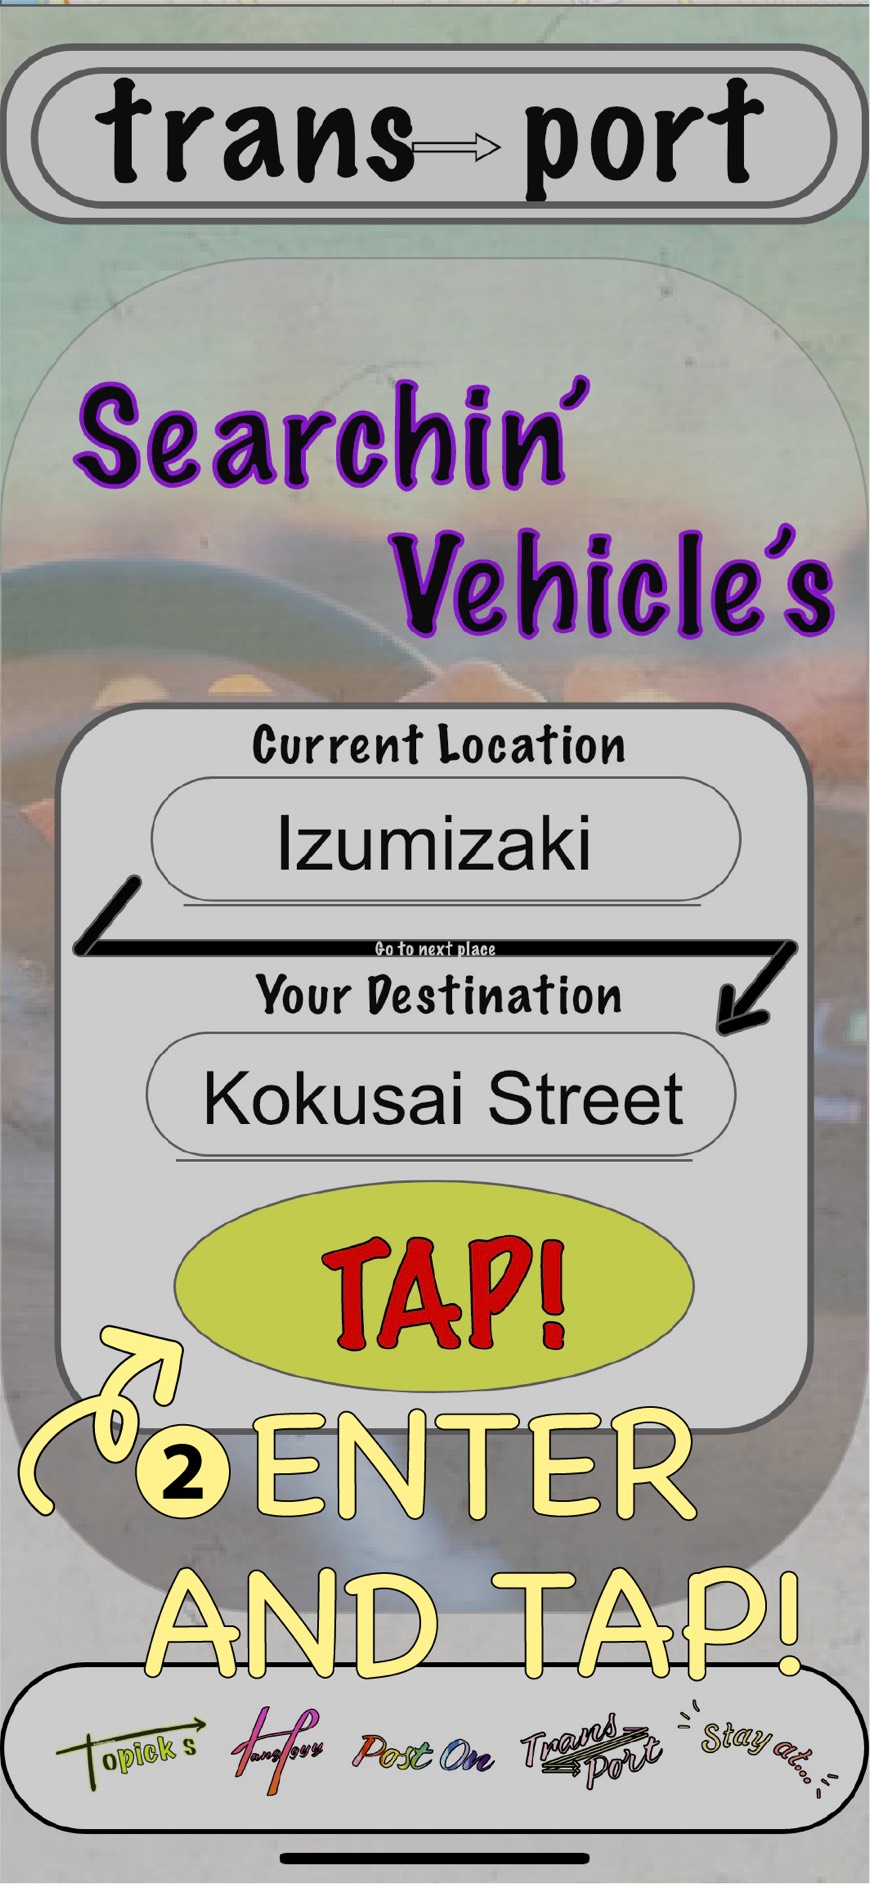 trans port
Searchin'
Vehicle's
Current Location
Izumizaki
Go to next place
Your Destination
Kokusai Street
TAP!
2 ENTER
AND TAP!
Topick s
Post On
Trans Port
Stay at...